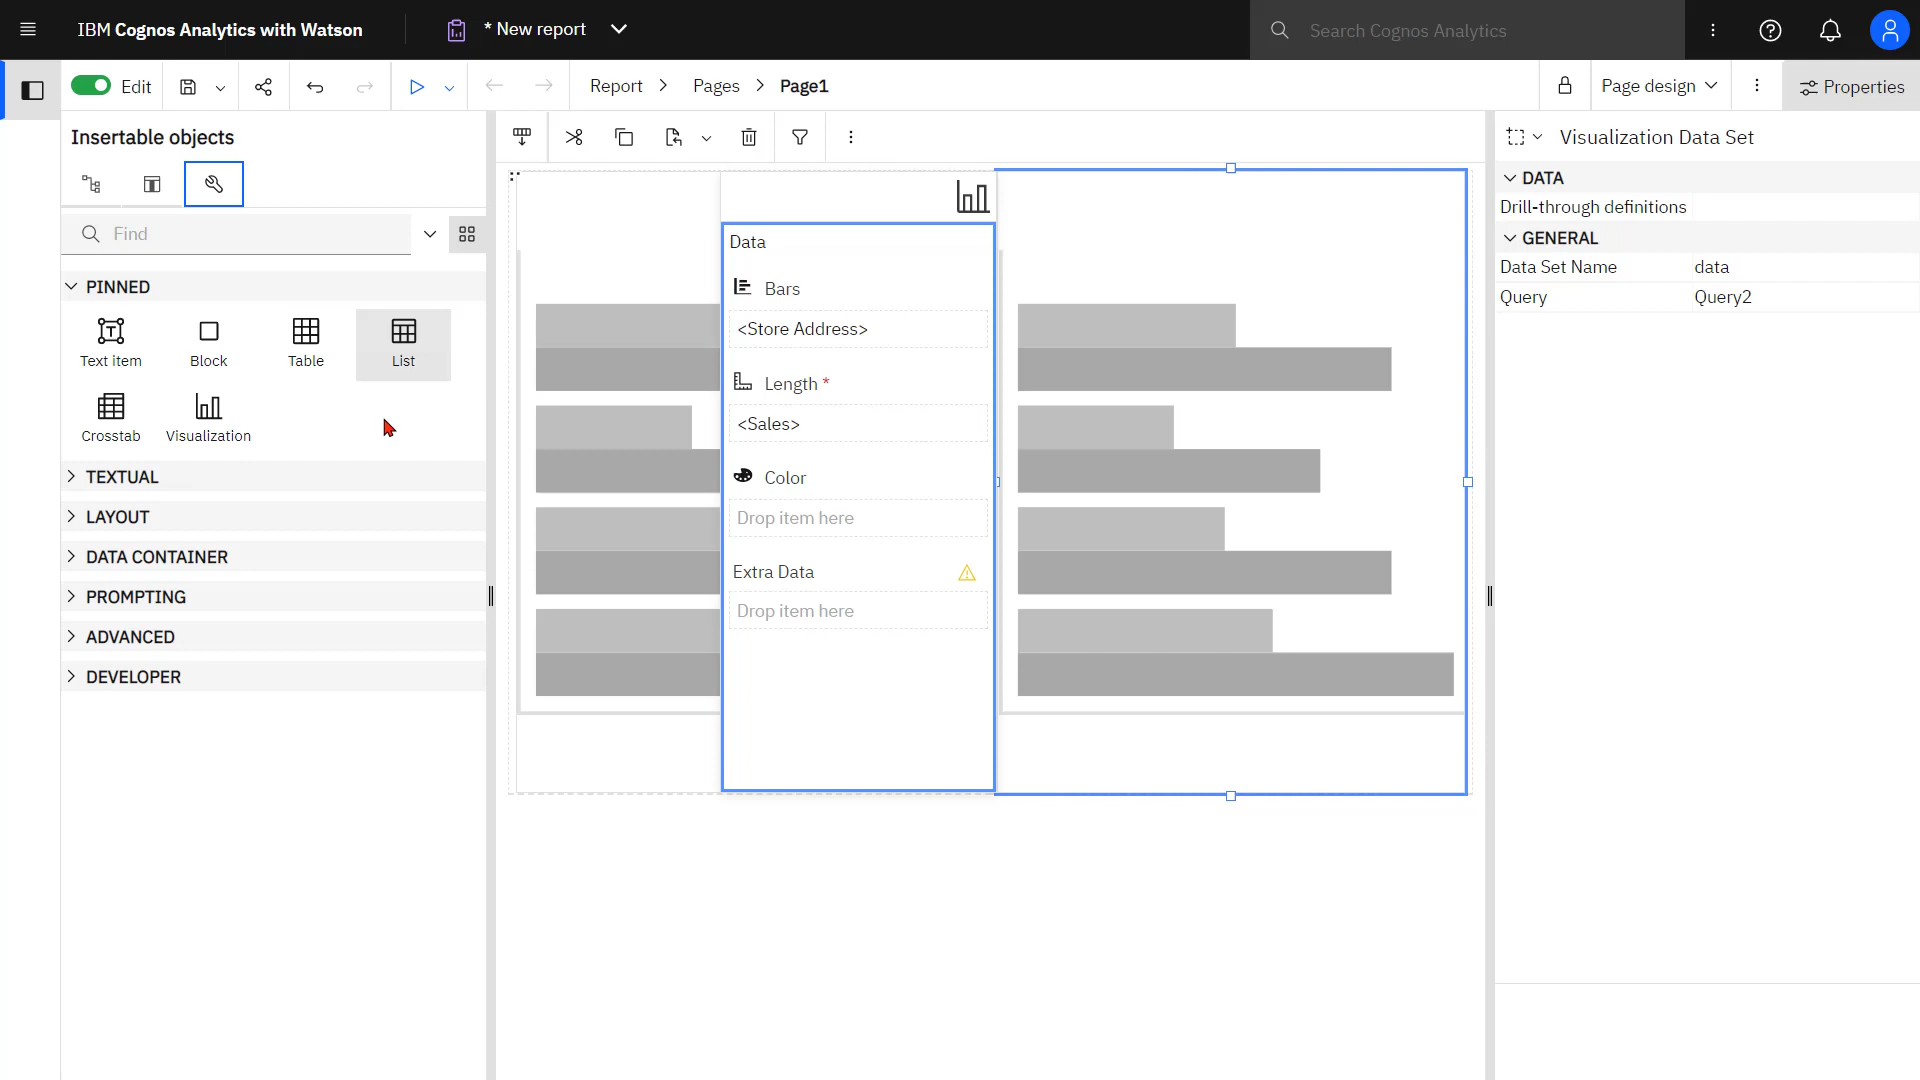 IBM Cognos Analytics with Watson
* New report
Search Cognos Analytics
Edit
Report
Pages
Page1
Page design
Properties
Insertable objects
Find
PINNED
Text item
Block
Table
List
Crosstab
Visualization
TEXTUAL
LAYOUT
DATA CONTAINER
PROMPTING
ADVANCED
DEVELOPER
Data
Bars
<Store Address>
Length *
<Sales>
Color
Drop item here
Extra Data
Drop item here
Visualization Data Set
DATA
Drill-through definitions
GENERAL
Data Set Name data
Query Query2